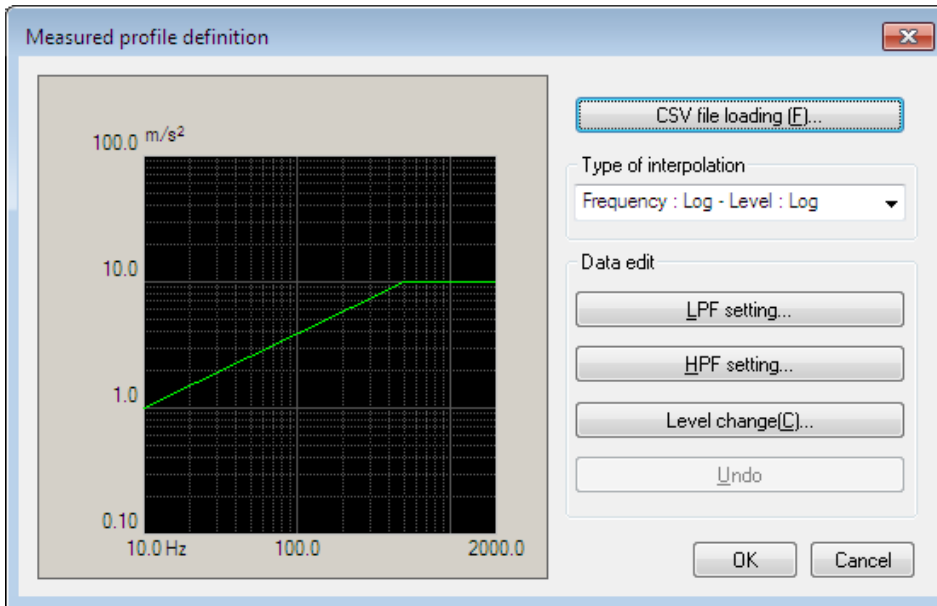 Measured profile definition
100.0 m/s²
10.0
1.0
0.10
10.0 Hz 100.0 2000.0
CSV file loading (F)...
Type of interpolation
Frequency : Log - Level : Log
Data edit
LPF setting...
HPF setting...
Level change(C)...
Undo
OK Cancel